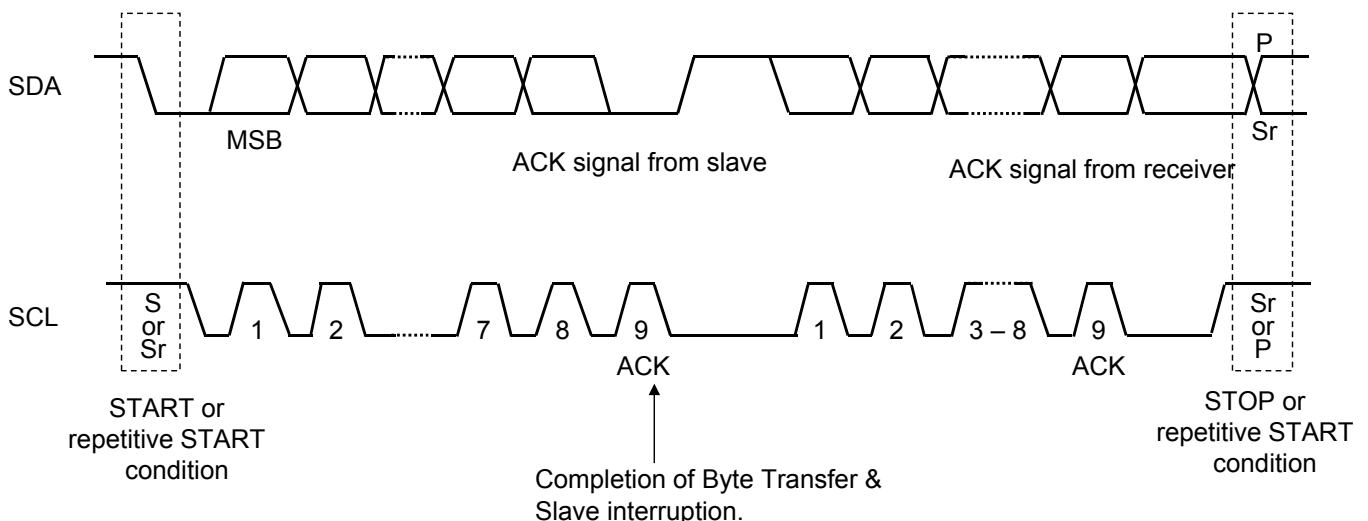 P
SDA
MSB
Sr
ACK signal from slave
ACK signal from receiver
SCL
S
or
Sr
1
2
7
8
9
1
2
3 – 8
9
Sr
or
P
ACK
ACK
START or
repetitive START
condition
STOP or
repetitive START
condition
Completion of Byte Transfer &
Slave interruption.